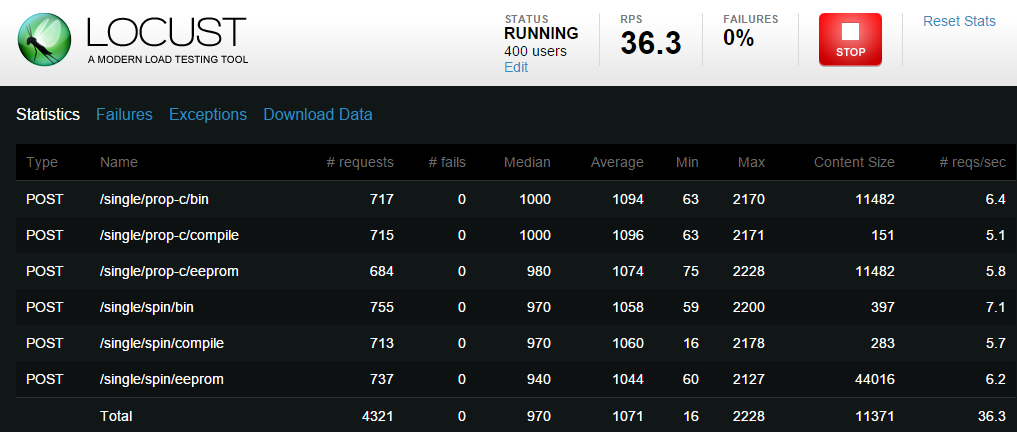 LOCUST
A MODERN LOAD TESTING TOOL
STATUS
RUNNING
400 users
Edit
RPS
36.3
FAILURES
0%
STOP
Reset Stats
Statistics Failures Exceptions Download Data
Type Name # requests # fails Median Average Min Max Content Size # reqs/sec
POST /single/prop-c/bin 717 0 1000 1094 63 2170 11482 6.4
POST /single/prop-c/compile 715 0 1000 1096 63 2171 151 5.1
POST /single/prop-c/eeprom 684 0 980 1074 75 2228 11482 5.8
POST /single/spin/bin 755 0 970 1058 59 2200 397 7.1
POST /single/spin/compile 713 0 970 1060 16 2178 283 5.7
POST /single/spin/eeprom 737 0 940 1044 60 2127 44016 6.2
Total 4321 0 970 1071 16 2228 11371 36.3